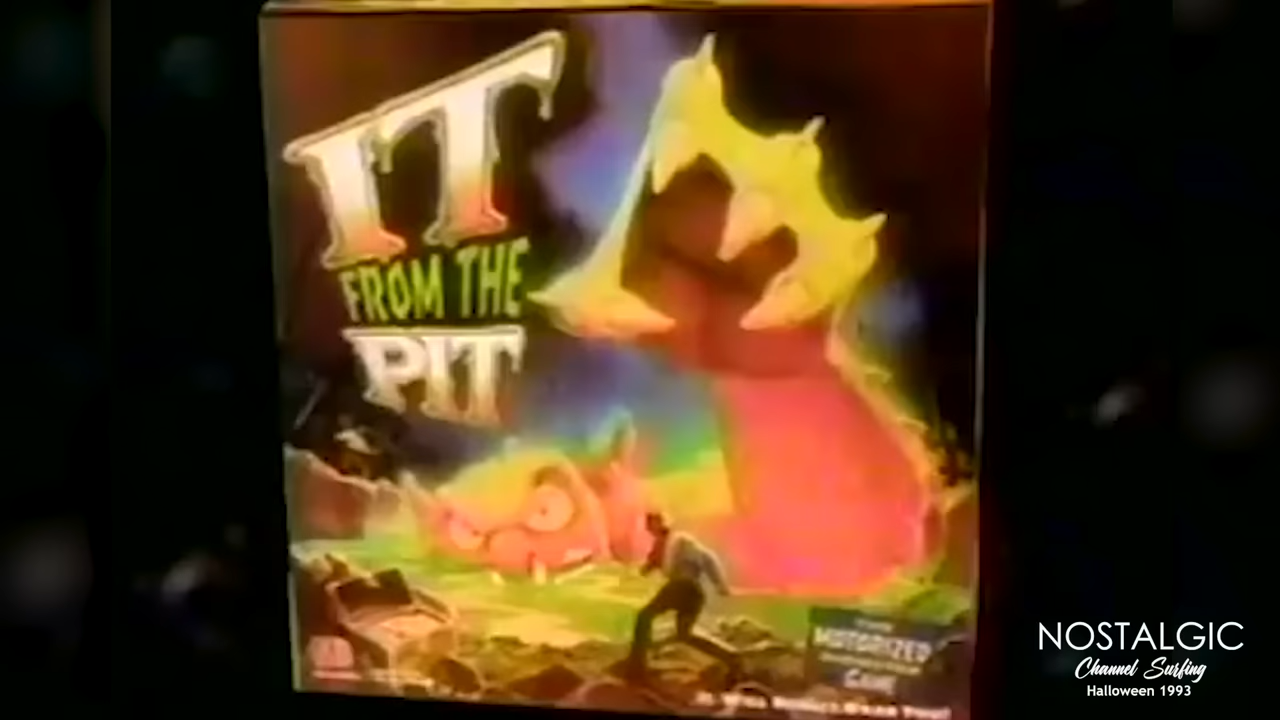 IT
FROM THE
PIT
MOTORIZED
GAME
NOSTALGIC
Channel Surfing
Halloween 1993